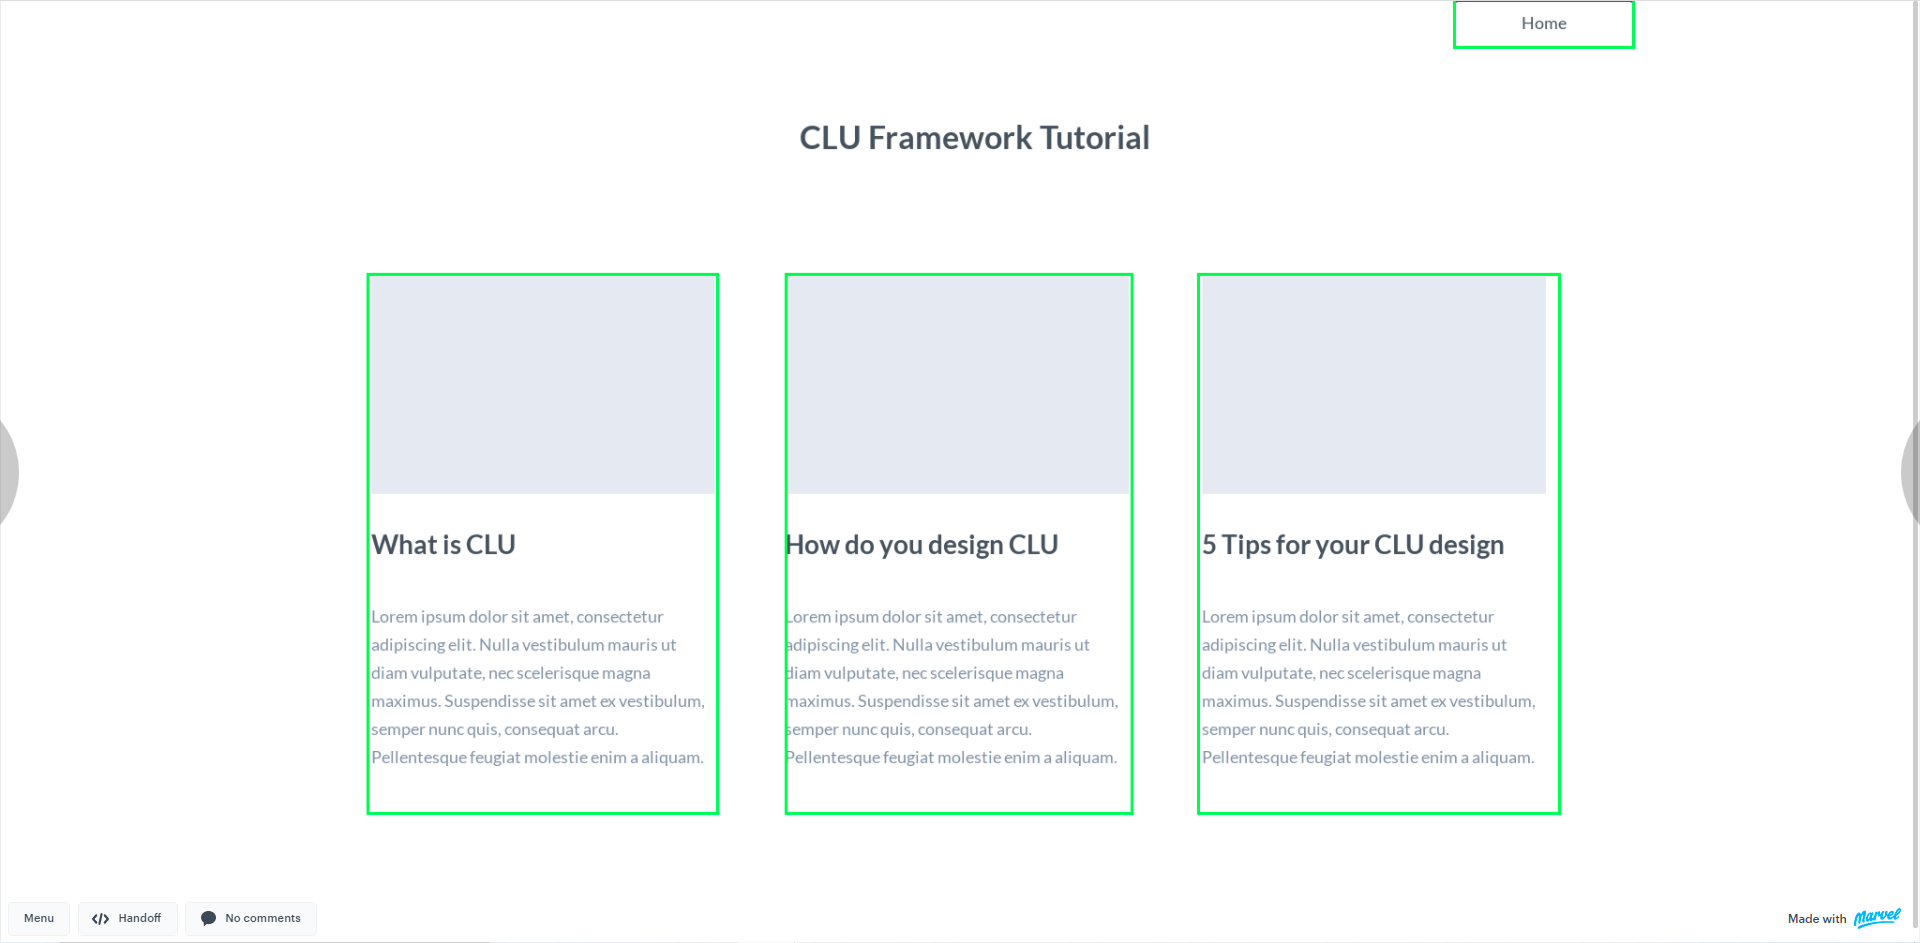 Home
CLU Framework Tutorial
What is CLU
Lorem ipsum dolor sit amet, consectetur
adipiscing elit. Nulla vestibulum mauris ut
diam vulputate, nec scelerisque magna
maximus. Suspendisse sit amet ex vestibulum,
semper nunc quis, consequat arcu.
Pellentesque feugiat molestie enim a aliquam.
How do you design CLU
Lorem ipsum dolor sit amet, consectetur
adipiscing elit. Nulla vestibulum mauris ut
diam vulputate, nec scelerisque magna
maximus. Suspendisse sit amet ex vestibulum,
semper nunc quis, consequat arcu.
Pellentesque feugiat molestie enim a aliquam.
5 Tips for your CLU design
Lorem ipsum dolor sit amet, consectetur
adipiscing elit. Nulla vestibulum mauris ut
diam vulputate, nec scelerisque magna
maximus. Suspendisse sit amet ex vestibulum,
semper nunc quis, consequat arcu.
Pellentesque feugiat molestie enim a aliquam.
Menu
</> Handoff
No comments
Made with Marvel